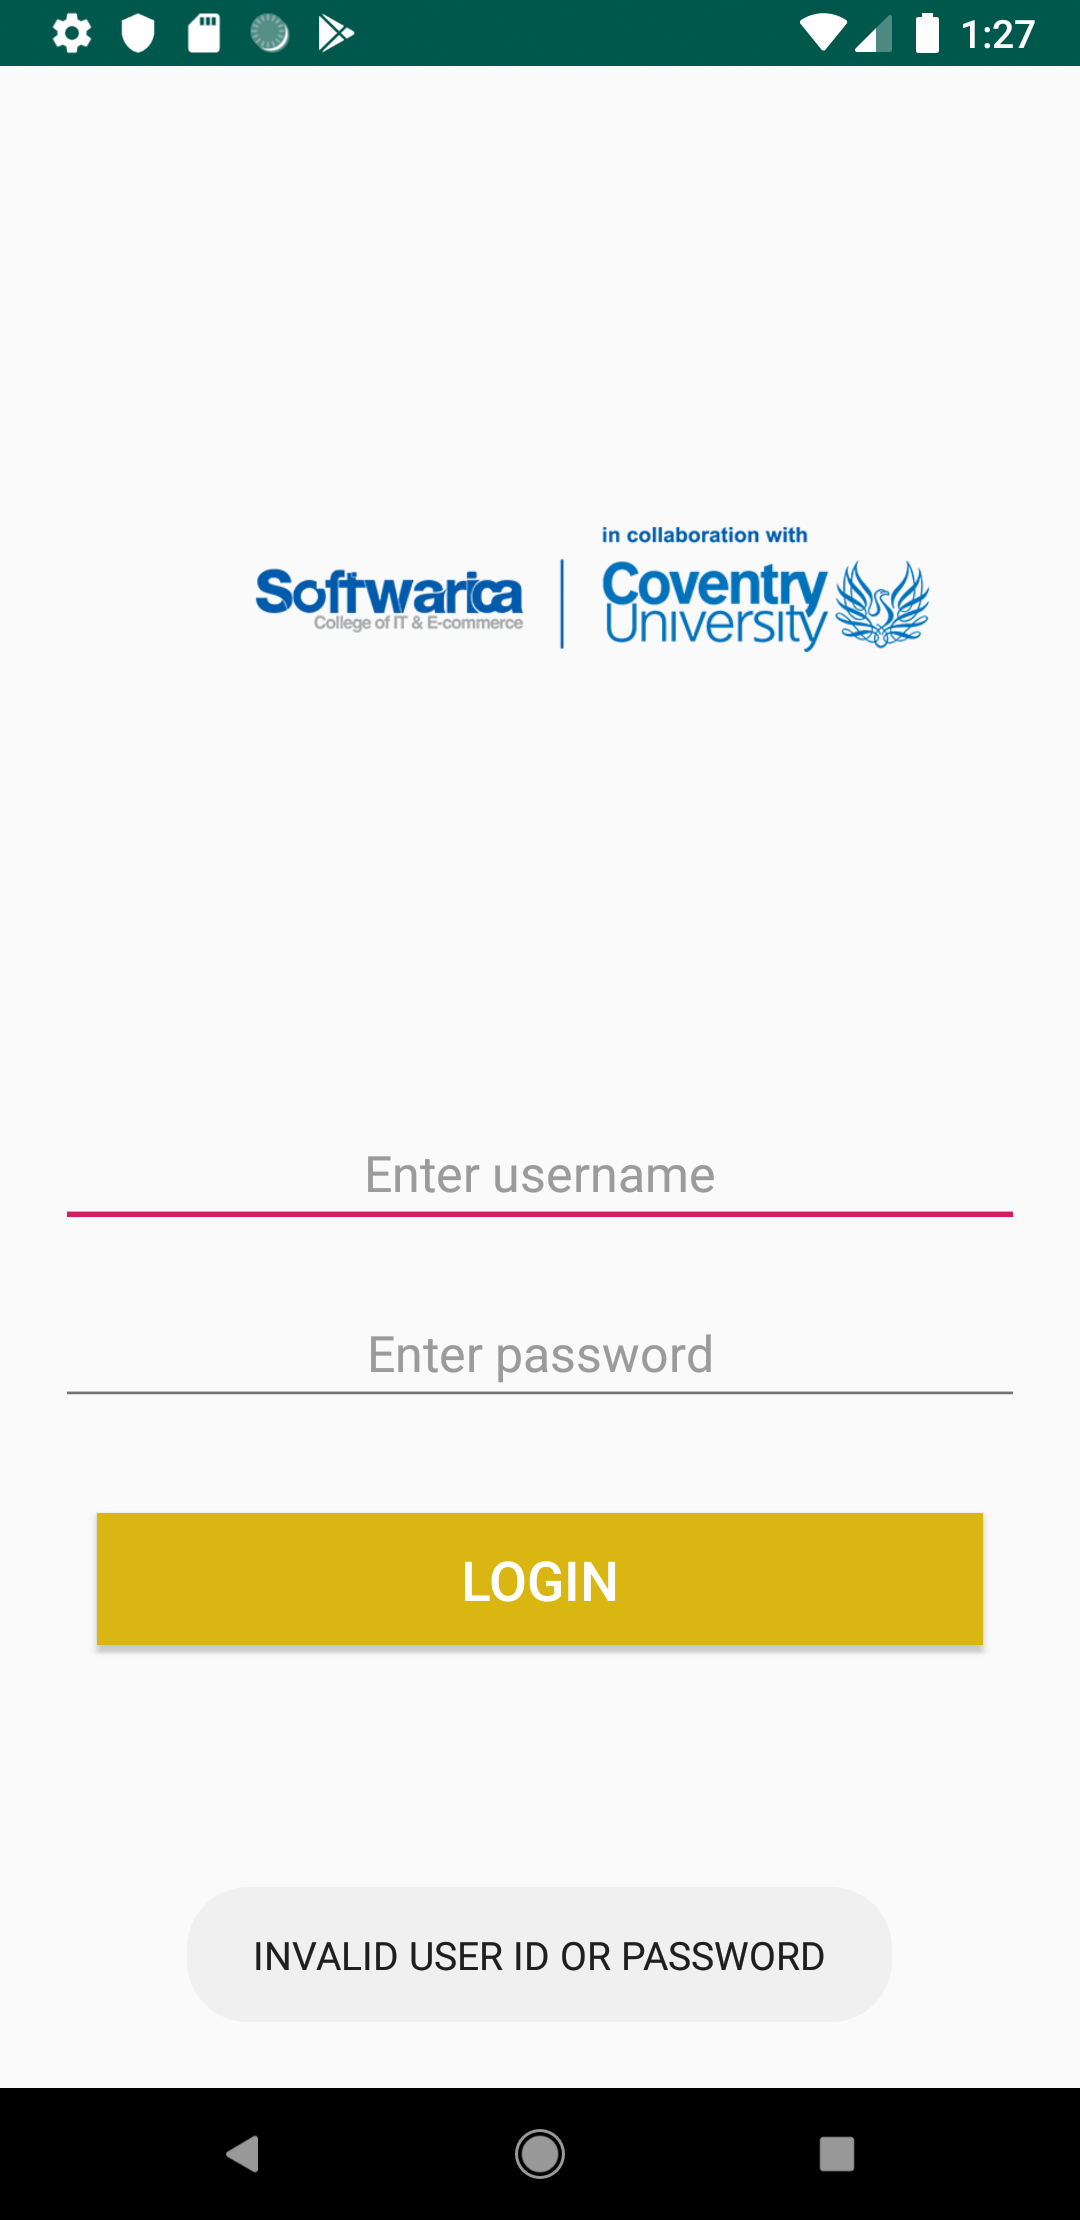 1:27
in collaboration with
Softwarica
Coventry
College of IT & E-commerce
University
Enter username
Enter password
LOGIN
INVALID USER ID OR PASSWORD